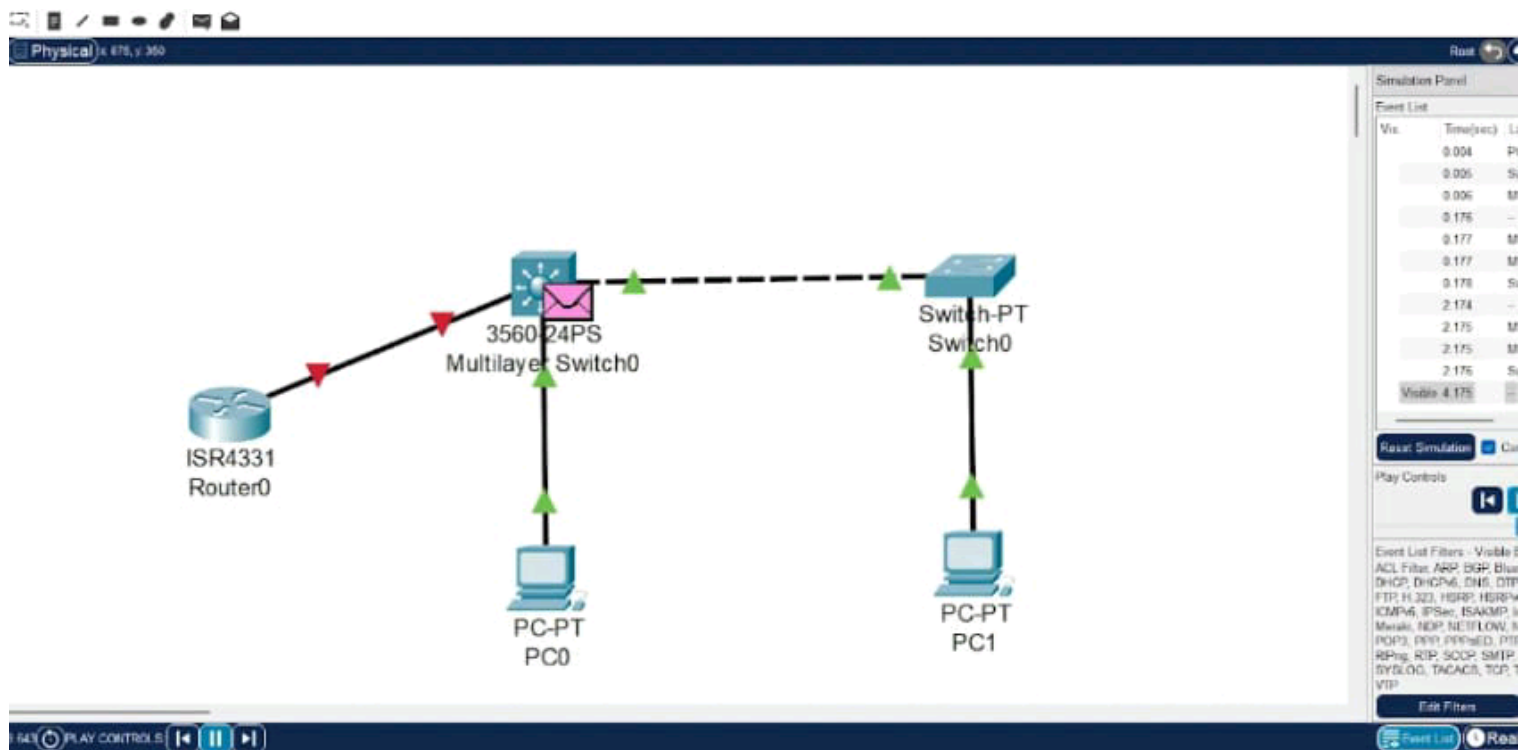 Physical x: 876, y: 360
Root
Simulation Panel
Event List
Vis. Time(sec)
0.004
0.005
0.006
0.176 --
0.177
0.177
0.178
2.174 --
2.175
2.175
2.176
Visible 4.175 --
Reset Simulation
Play Controls
3560-24PS
Multilayer Switch0
Switch-PT
Switch0
ISR4331
Router0
PC-PT
PC0
PC-PT
PC1
Event List Filters - Visible
ACL Filter, ARP, BGP,
DHCP, DHCPv6, DNS, DTP
FTP, H.323, HSRP,
ICMPv6, IPSec, ISAKMP,
Meraki, NDP, NETFLOW,
POP3, PPP, PPPoED,
RIPng, RTP, SCCP, SMTP
SYSLOG, TACACS, TCP,
VTP
Edit Filters
PLAY CONTROLS
Event List